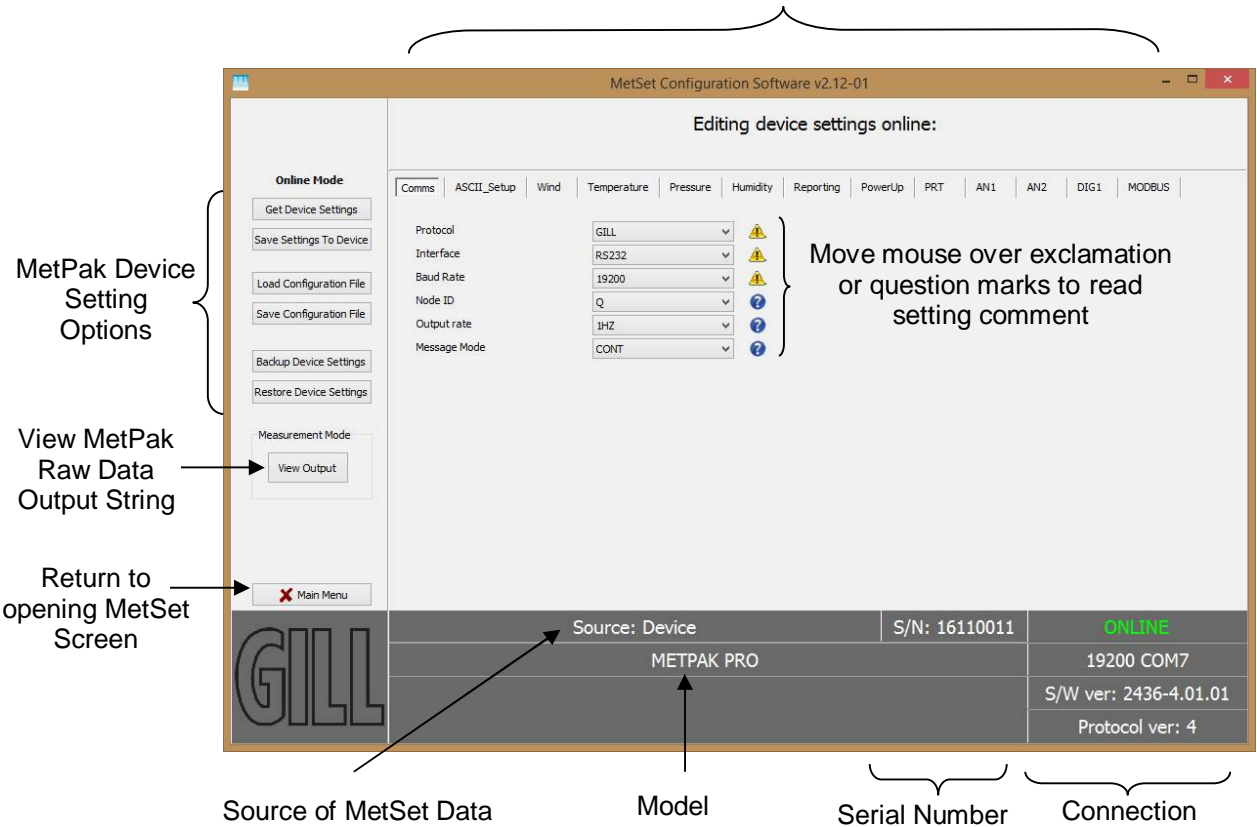 MetSet Configuration Software v2.12-01
Editing device settings online:
Online Mode
Get Device Settings
Save Settings To Device
Load Configuration File
Save Configuration File
Backup Device Settings
Restore Device Settings
Measurement Mode
View Output
Main Menu
Comms ASCII_Setup Wind Temperature Pressure Humidity Reporting PowerUp PRT AN1 AN2 DIG1 MODBUS
Protocol GILL
Interface RS232
Baud Rate 19200
Node ID Q
Output rate 1HZ
Message Mode CONT
Move mouse over exclamation
or question marks to read
setting comment
MetPak Device
Setting
Options
View MetPak
Raw Data
Output String
Return to
opening MetSet
Screen
GILL
Source: Device S/N: 16110011 ONLINE
METPAK PRO 19200 COM7
S/W ver: 2436-4.01.01
Protocol ver: 4
Source of MetSet Data
Model
Serial Number
Connection